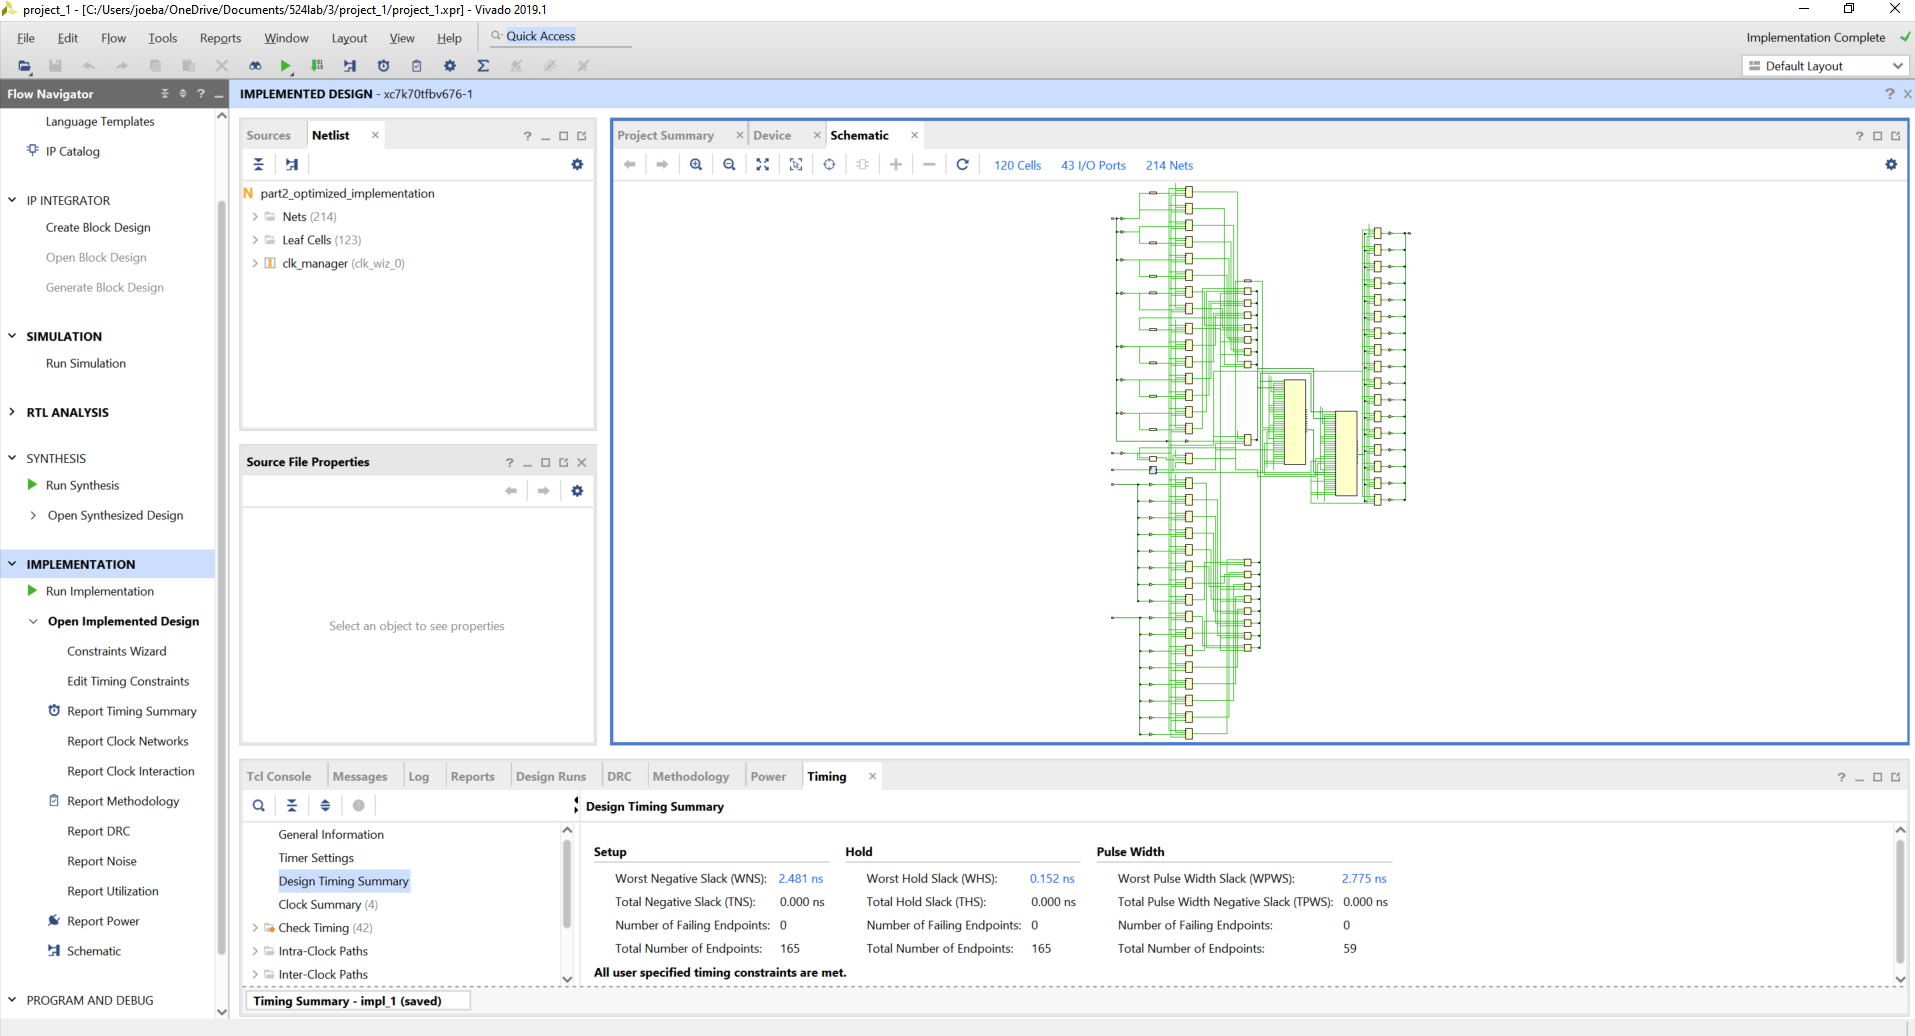 project_1 - [C:/Users/joeba/OneDrive/Documents/524lab/3/project_1/project_1.xpr] - Vivado 2019.1
File Edit Flow Tools Reports Window Layout View Help Quick Access
Implementation Complete
Default Layout
Flow Navigator
Language Templates
IP Catalog
IP INTEGRATOR
Create Block Design
Open Block Design
Generate Block Design
SIMULATION
Run Simulation
RTL ANALYSIS
SYNTHESIS
Run Synthesis
Open Synthesized Design
IMPLEMENTATION
Run Implementation
Open Implemented Design
Constraints Wizard
Edit Timing Constraints
Report Timing Summary
Report Clock Networks
Report Clock Interaction
Report Methodology
Report DRC
Report Noise
Report Utilization
Report Power
Schematic
PROGRAM AND DEBUG
IMPLEMENTED DESIGN - xc7k70tfbv676-1
Sources Netlist
part2_optimized_implementation
Nets (214)
Leaf Cells (123)
clk_manager (clk_wiz_0)
Source File Properties
Select an object to see properties
Project Summary Device Schematic
120 Cells 43 I/O Ports 214 Nets
Tcl Console Messages Log Reports Design Runs DRC Methodology Power Timing
General Information
Timer Settings
Design Timing Summary
Clock Summary (4)
Check Timing (42)
Intra-Clock Paths
Inter-Clock Paths
Design Timing Summary
Setup Hold Pulse Width
Worst Negative Slack (WNS): 2.481 ns Worst Hold Slack (WHS): 0.152 ns Worst Pulse Width Slack (WPWS): 2.775 ns
Total Negative Slack (TNS): 0.000 ns Total Hold Slack (THS): 0.000 ns Total Pulse Width Negative Slack (TPWS): 0.000 ns
Number of Failing Endpoints: 0 Number of Failing Endpoints: 0 Number of Failing Endpoints: 0
Total Number of Endpoints: 165 Total Number of Endpoints: 165 Total Number of Endpoints: 59
All user specified timing constraints are met.
Timing Summary - impl_1 (saved)